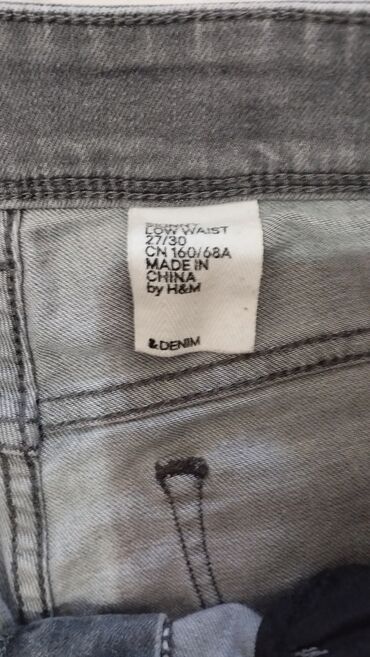 LOW WAIST
27/30
CN 160/68A
MADE IN
CHINA
by H&M
& DENIM